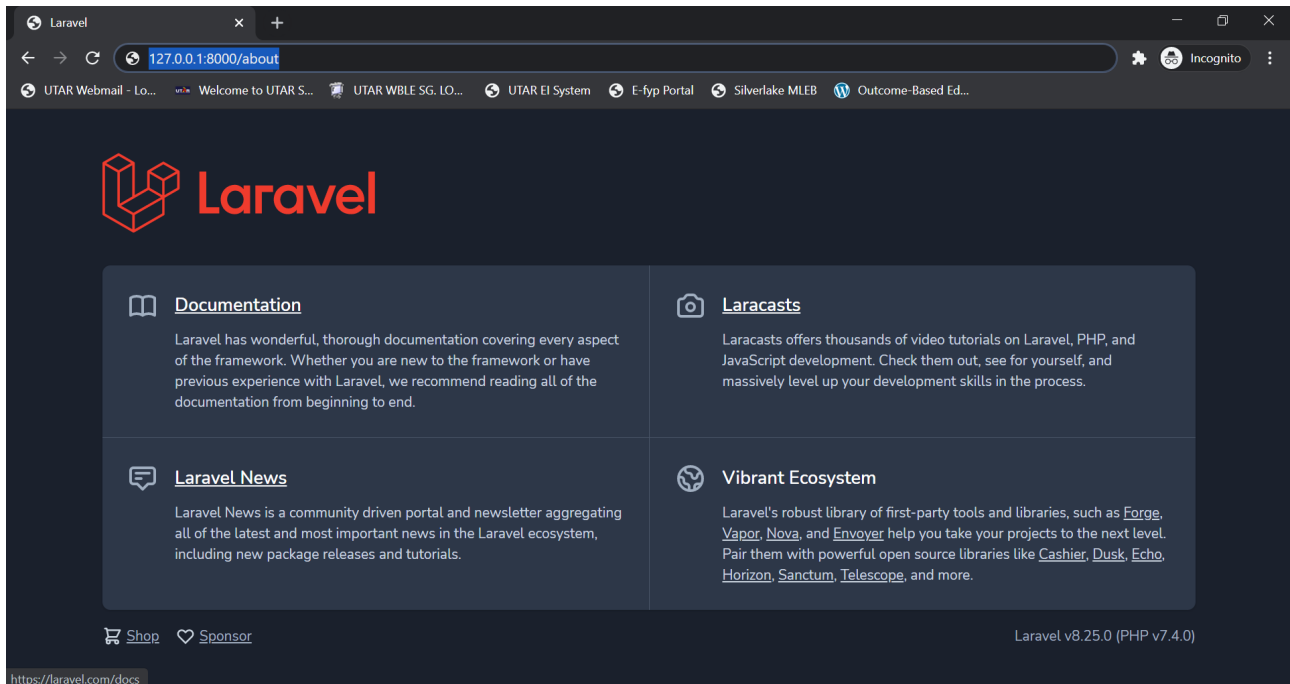 Laravel
127.0.0.1:8000/about
Incognito
UTAR Webmail - Lo...
Welcome to UTAR S...
UTAR WBLE SG. LO...
UTAR EI System
E-fyp Portal
Silverlake MLEB
Outcome-Based Ed...
Laravel
Documentation
Laravel has wonderful, thorough documentation covering every aspect
of the framework. Whether you are new to the framework or have
previous experience with Laravel, we recommend reading all of the
documentation from beginning to end.
Laracasts
Laracasts offers thousands of video tutorials on Laravel, PHP, and
JavaScript development. Check them out, see for yourself, and
massively level up your development skills in the process.
Laravel News
Laravel News is a community driven portal and newsletter aggregating
all of the latest and most important news in the Laravel ecosystem,
including new package releases and tutorials.
Vibrant Ecosystem
Laravel's robust library of first-party tools and libraries, such as Forge,
Vapor, Nova, and Envoyer help you take your projects to the next level.
Pair them with powerful open source libraries like Cashier, Dusk, Echo,
Horizon, Sanctum, Telescope, and more.
Shop
Sponsor
Laravel v8.25.0 (PHP v7.4.0)
https://laravel.com/docs